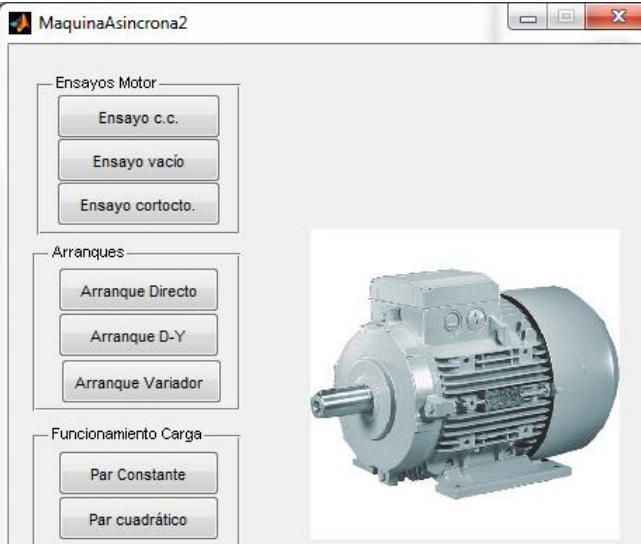 MaquinaAsincrona2
Ensayos Motor
Ensayo c.c.
Ensayo vacío
Ensayo cortocto.
Arranques
Arranque Directo
Arranque D-Y
Arranque Variador
Funcionamiento Carga
Par Constante
Par cuadrático